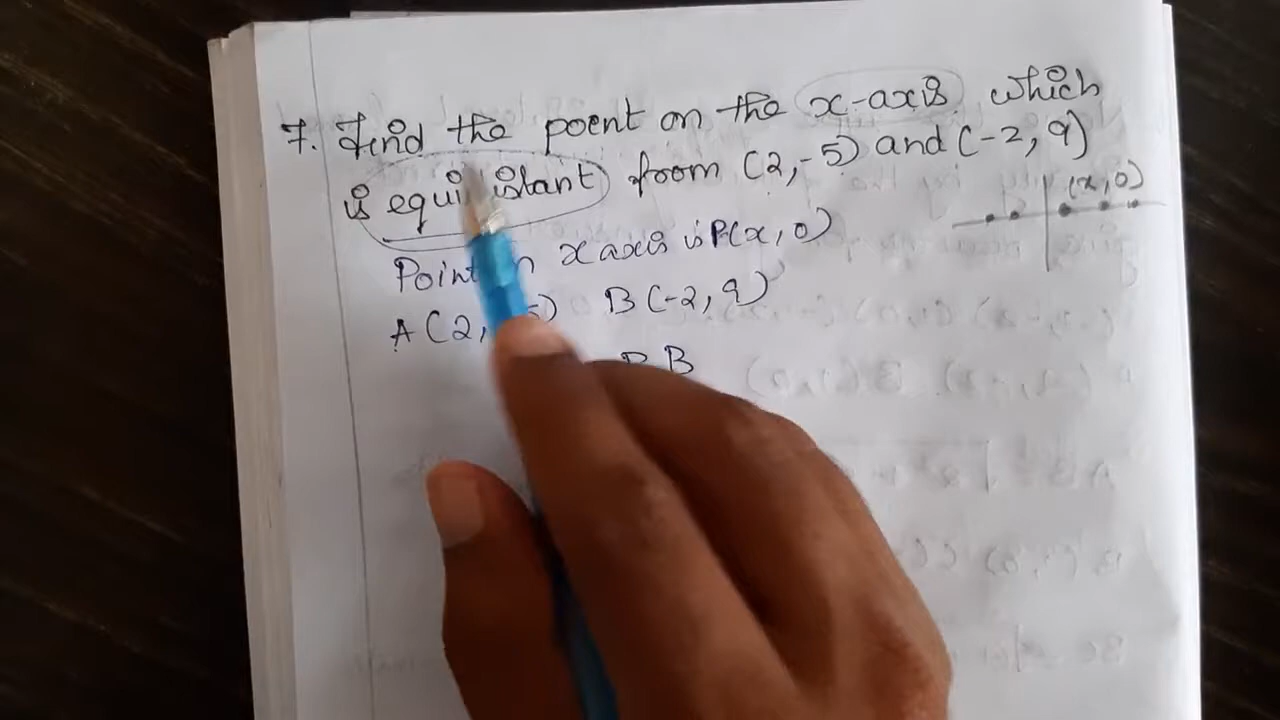 7. Find the point on the x-axis which
is equidistant from (2,-5) and (-2, 9)
(x,0)
Point x axis is P(x, 0)
A (2, 5) B (-2, 9)
B